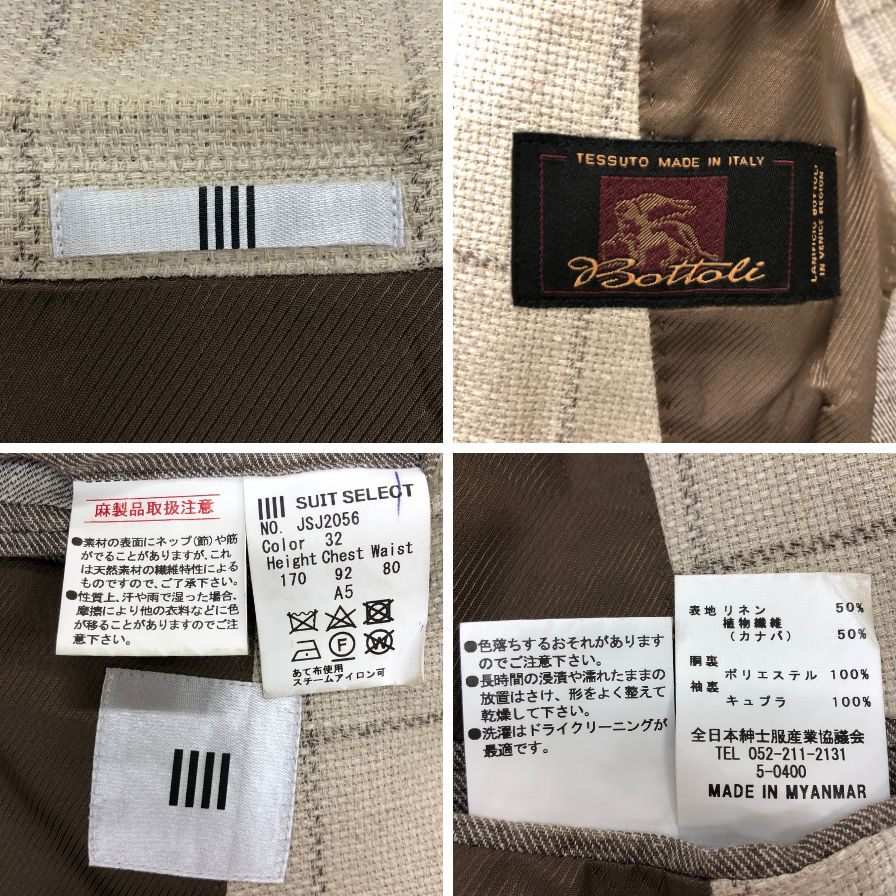 TESSUTO MADE IN ITALY
Bottoli
LANIFICIO BOTTOLI
IN VENICE REGION
麻製品取扱注意
●素材の表面にネップ(節)や筋
がでることがありますが、これ
は天然素材の繊維特性による
ものですので、ご了承下さい。
●性質上、汗や雨で湿った場合、
摩擦により他の衣料などに色
が移ることがありますのでご注
意下さい。
SUIT SELECT
NO. JSJ2056
Color 32
Height Chest Waist
170 92 80
A5
あて布使用
スチームアイロン可
●色落ちするおそれがあります
のでご注意下さい。
●長時間の浸漬や濡れたままの
放置はさけ、形をよく整えて
乾燥して下さい。
●洗濯はドライクリーニングが
最適です。
表地 リネン 50%
植物繊維
(カナパ) 50%
胴裏
ポリエステル 100%
袖裏
キュプラ 100%
全日本紳士服産業協議会
TEL 052-211-2131
5-0400
MADE IN MYANMAR